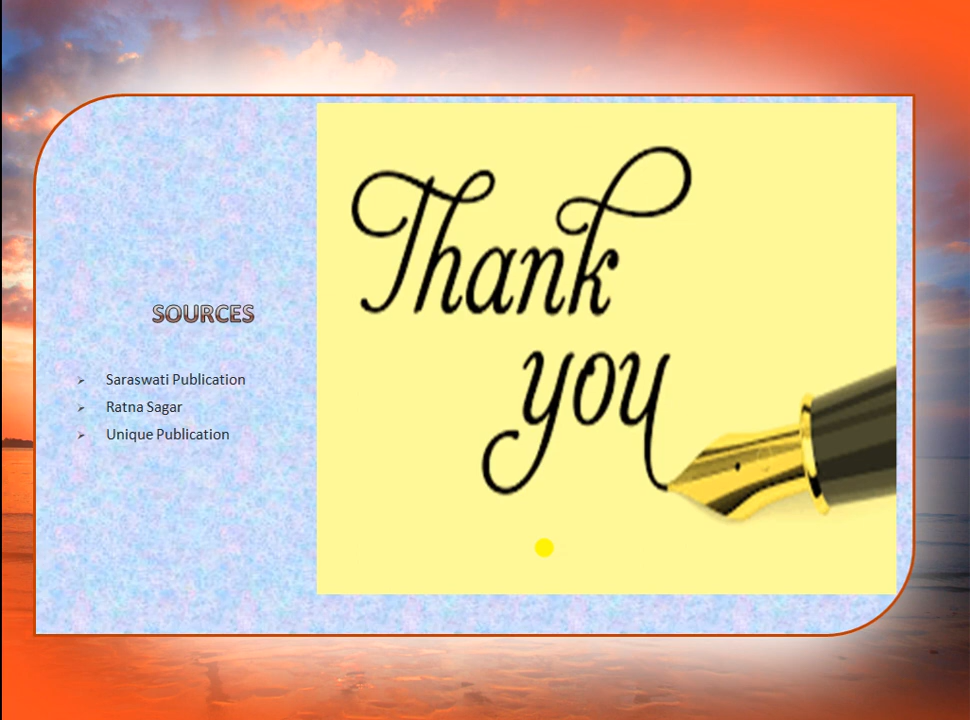 SOURCES
Saraswati Publication
Ratna Sagar
Unique Publication
Thank
you